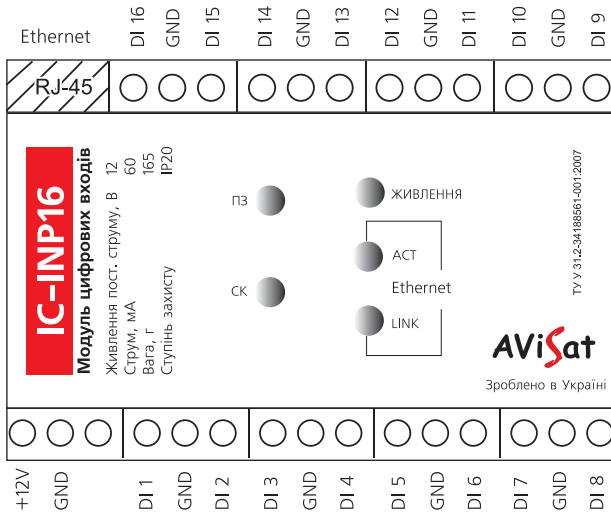 Ethernet
DI 16
GND
DI 15
DI 14
GND
DI 13
DI 12
GND
DI 11
DI 10
GND
DI 9
RJ-45
IC-INP16
Модуль цифрових входів
Живлення пост. струму, В 12
Струм, мА 60
Вага, г 165
Ступінь захисту IP20
ПЗ
СК
ЖИВЛЕННЯ
ACT
Ethernet
LINK
ТУ У 31.2-34188561-001:2007
AViSat
Зроблено в Україні
+12V
GND
DI 1
GND
DI 2
DI 3
GND
DI 4
DI 5
GND
DI 6
DI 7
GND
DI 8